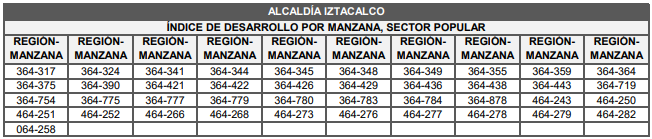 ALCALDÍA IZTACALCO
ÍNDICE DE DESARROLLO POR MANZANA, SECTOR POPULAR
REGIÓN- REGIÓN- REGIÓN- REGIÓN- REGIÓN- REGIÓN- REGIÓN- REGIÓN- REGIÓN- REGIÓN-
MANZANA MANZANA MANZANA MANZANA MANZANA MANZANA MANZANA MANZANA MANZANA MANZANA
364-317 364-324 364-341 364-344 364-345 364-348 364-349 364-355 364-359 364-364
364-375 364-390 364-421 364-422 364-426 364-429 364-436 364-438 364-443 364-719
364-754 364-775 364-777 364-779 364-780 364-783 364-784 364-878 464-243 464-250
464-251 464-252 464-266 464-268 464-273 464-276 464-277 464-278 464-279 464-282
064-258